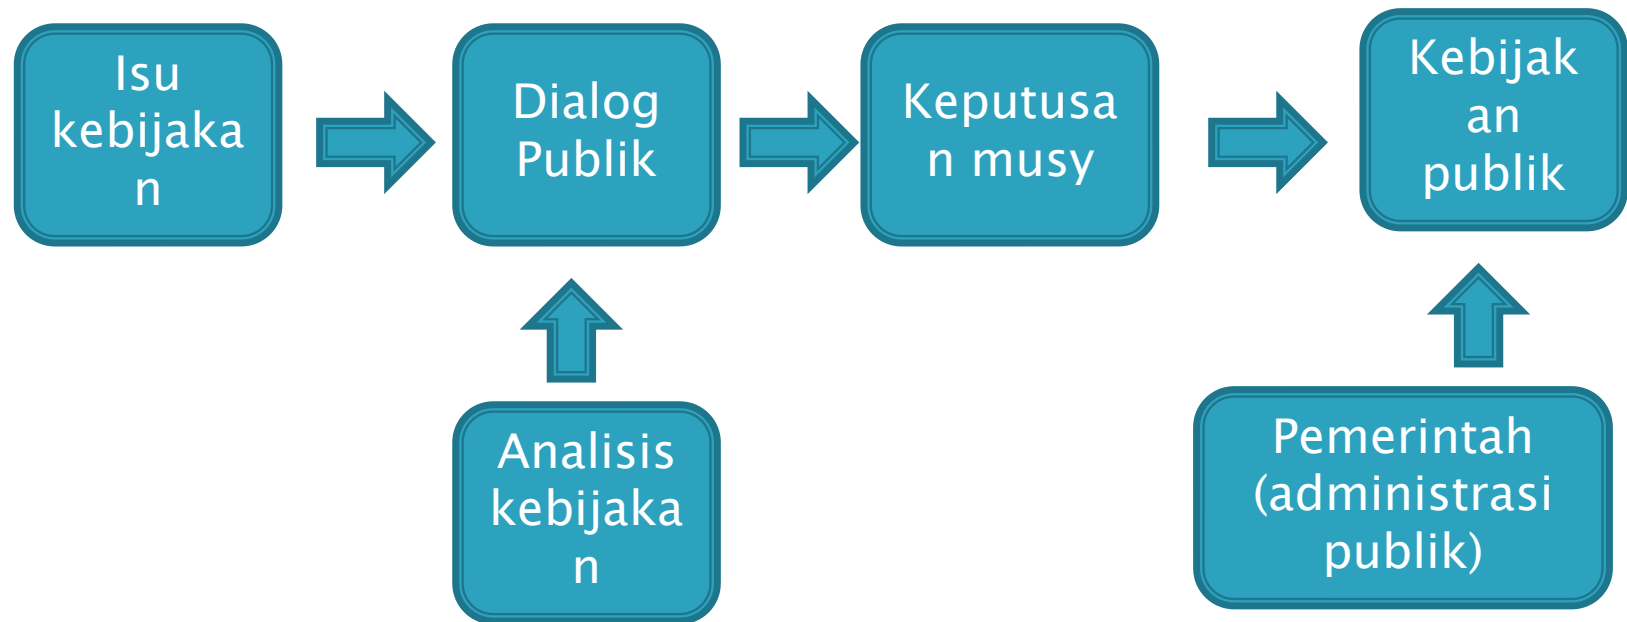 Isu
kebijaka
n
Dialog
Publik
Keputusa
n musy
Kebijak
an
publik
Analisis
kebijaka
n
Pemerintah
(administrasi
publik)